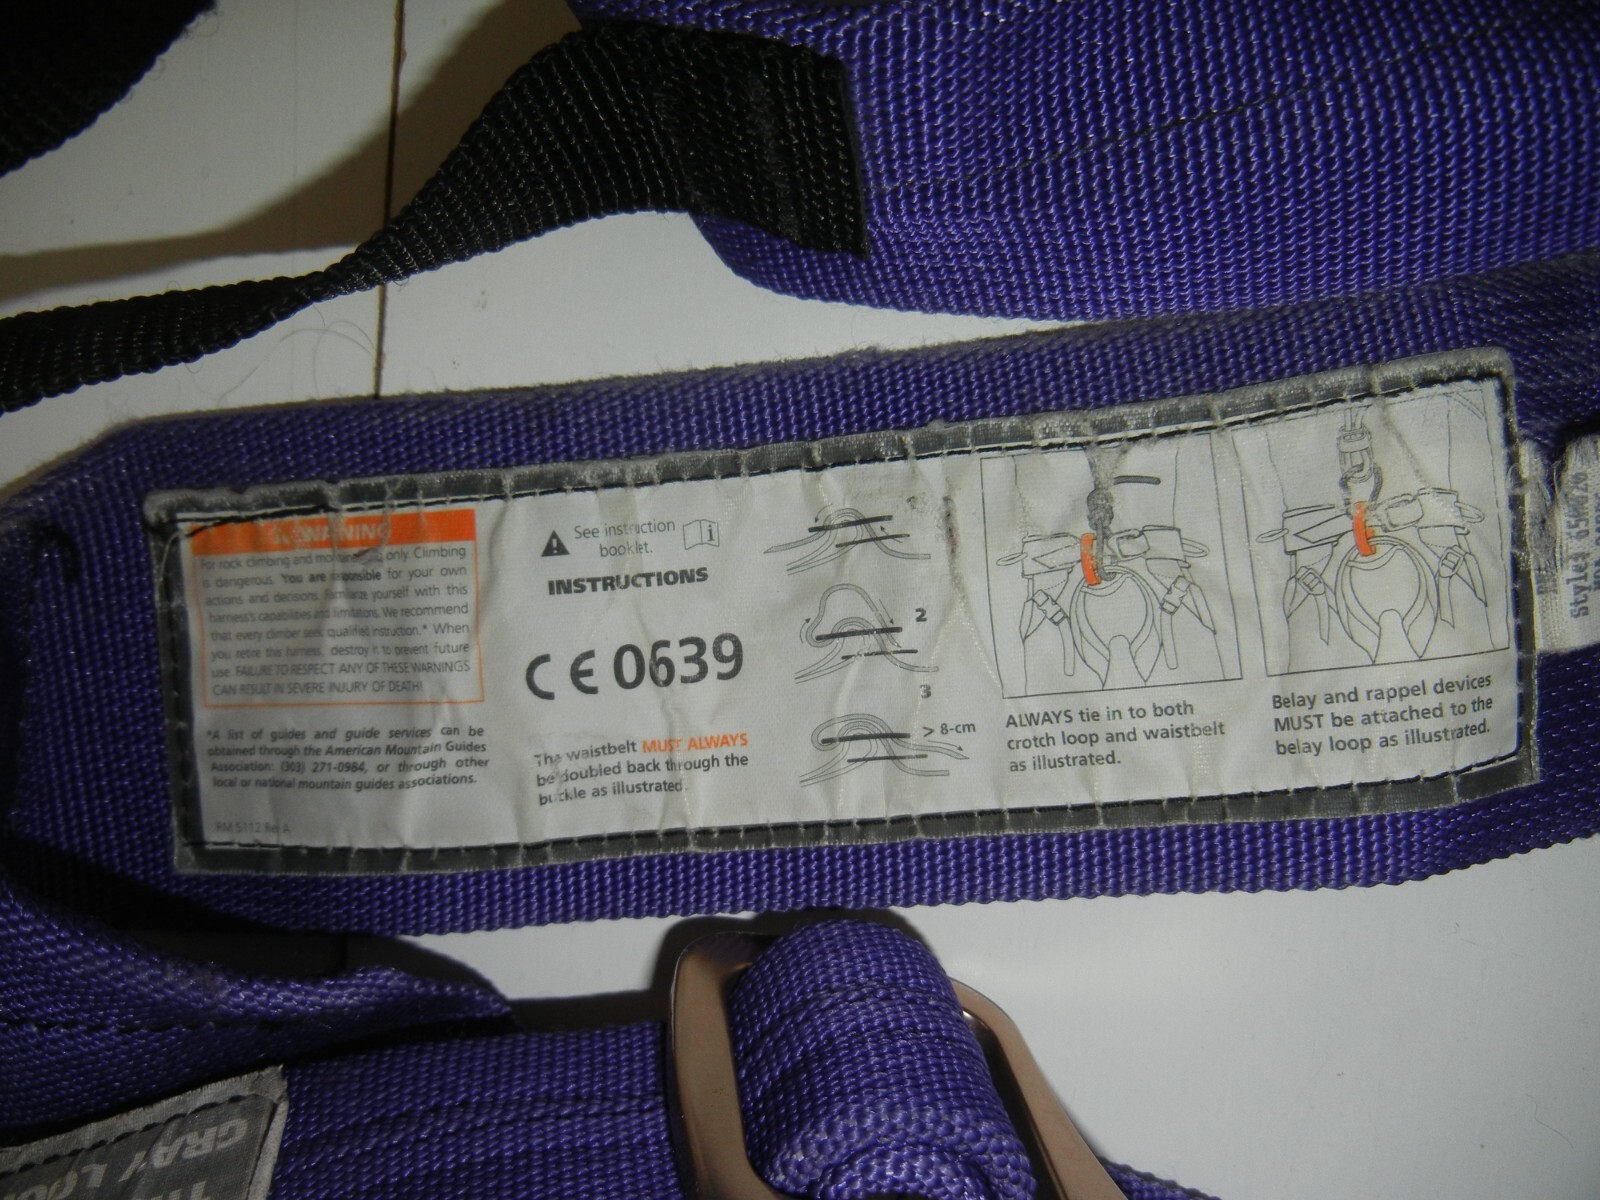 WARNING
For rock climbing and only. Climbing
is dangerous. You are responsible for your own
actions and decisions. Familiarize yourself with this
harness's capabilities and limitations. We recommend
that every climber seek qualified instruction.* When
you retire this harness, destroy it to prevent future
use. FAILURE TO RESPECT ANY OF THESE WARNINGS
CAN RESULT IN SEVERE INJURY OF DEATH!
*A list of guides and guide services can be
obtained through the American Mountain Guides
Association: (303) 271-0984, or through other
local or national mountain guides associations.
RM 5112 Rev A
See instruction
booklet.
i
INSTRUCTIONS
CE 0639
The waistbelt MUST ALWAYS
be doubled back through the
buckle as illustrated.
2
3
> 8-cm
ALWAYS tie in to both
crotch loop and waistbelt
as illustrated.
Belay and rappel devices
MUST be attached to the
belay loop as illustrated.
GRAY